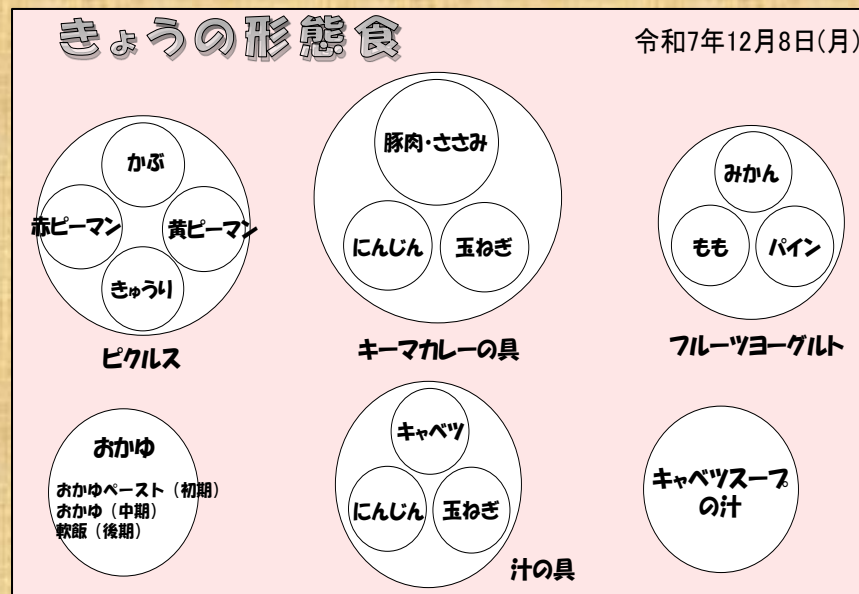 きょうの形態食
令和7年12月8日(月)
かぶ
赤ピーマン
黄ピーマン
きゅうり
ピクルス
豚肉・ささみ
にんじん
玉ねぎ
キーマカレーの具
みかん
もも
パイン
フルーツヨーグルト
おかゆ
おかゆペースト（初期）
おかゆ（中期）
軟飯（後期）
キャベツ
にんじん
玉ねぎ
汁の具
キャベツスープ
の汁